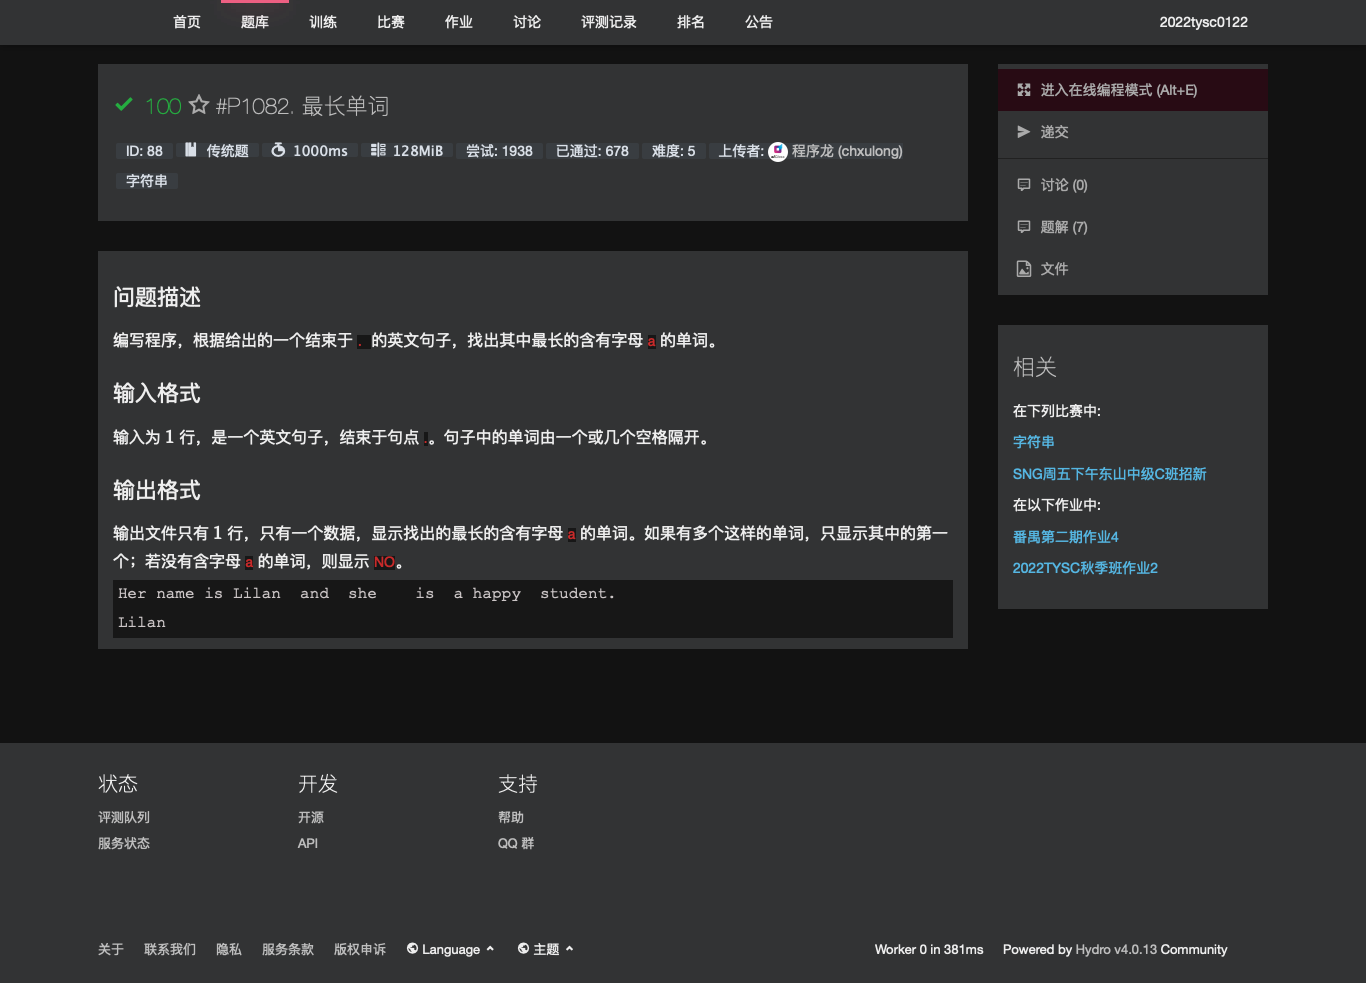 首页 题库 训练 比赛 作业 讨论 评测记录 排名 公告 2022tysc0122
100 #P1082. 最长单词
ID: 88 传统题 1000ms 128MiB 尝试: 1938 已通过: 678 难度: 5 上传者: 程序龙 (chxulong)
字符串
问题描述
编写程序，根据给出的一个结束于 . 的英文句子，找出其中最长的含有字母 a 的单词。
输入格式
输入为 1 行，是一个英文句子，结束于句点 .。句子中的单词由一个或几个空格隔开。
输出格式
输出文件只有 1 行，只有一个数据，显示找出的最长的含有字母 a 的单词。如果有多个这样的单词，只显示其中的第一
个；若没有含字母 a 的单词，则显示 NO。
Her name is Lilan  and  she    is  a happy  student.
Lilan
进入在线编程模式 (Alt+E)
递交
讨论 (0)
题解 (7)
文件
相关
在下列比赛中:
字符串
SNG周五下午东山中级C班招新
在以下作业中:
番禺第二期作业4
2022TYSC秋季班作业2
状态
评测队列
服务状态
开发
开源
API
支持
帮助
QQ 群
关于 联系我们 隐私 服务条款 版权申诉 Language 主题 Worker 0 in 381ms Powered by Hydro v4.0.13 Community